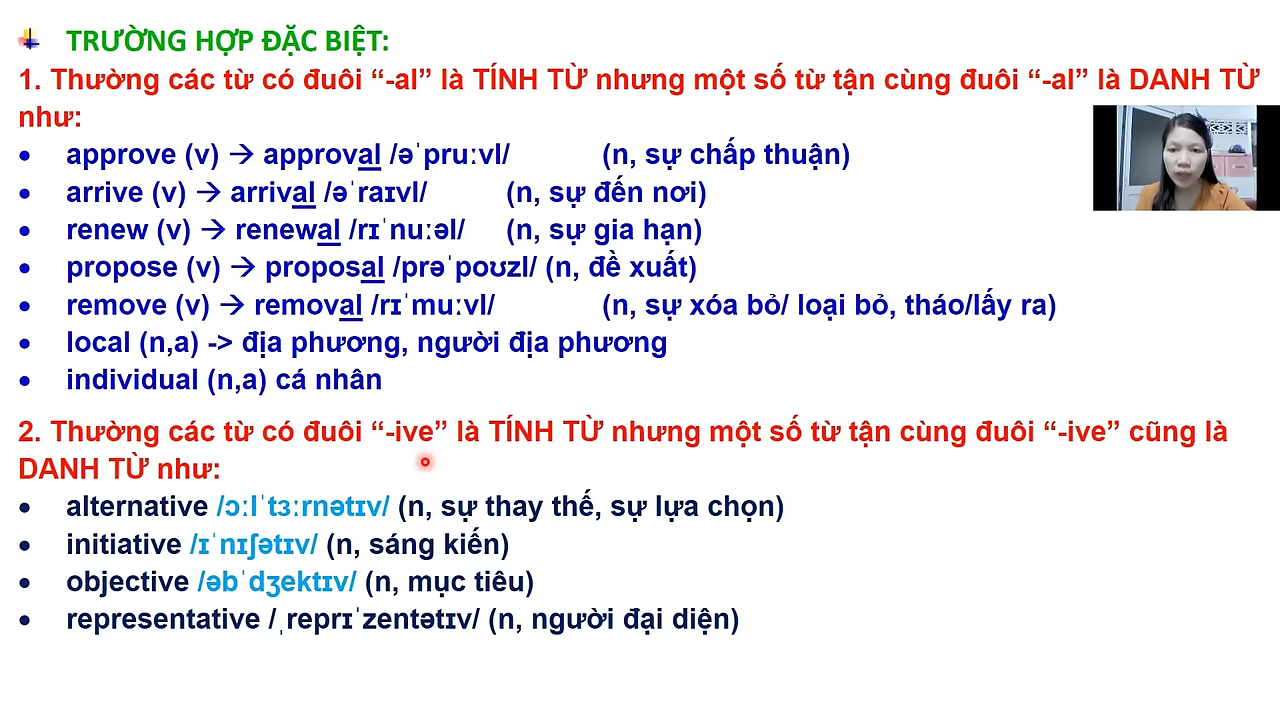 TRƯỜNG HỢP ĐẶC BIỆT:
1. Thường các từ có đuôi “-al” là TÍNH TỪ nhưng một số từ tận cùng đuôi “-al” là DANH TỪ
như:
• approve (v) → approval /əˈpruːvl/ (n, sự chấp thuận)
• arrive (v) → arrival /əˈraɪvl/ (n, sự đến nơi)
• renew (v) → renewal /rɪˈnuːəl/ (n, sự gia hạn)
• propose (v) → proposal /prəˈpoʊzl/ (n, đề xuất)
• remove (v) → removal /rɪˈmuːvl/ (n, sự xóa bỏ/ loại bỏ, tháo/lấy ra)
• local (n,a) -> địa phương, người địa phương
• individual (n,a) cá nhân
2. Thường các từ có đuôi “-ive” là TÍNH TỪ nhưng một số từ tận cùng đuôi “-ive” cũng là
DANH TỪ như:
• alternative /ɔːlˈtɜːrnətɪv/ (n, sự thay thế, sự lựa chọn)
• initiative /ɪˈnɪʃətɪv/ (n, sáng kiến)
• objective /əbˈdʒektɪv/ (n, mục tiêu)
• representative /ˌreprɪˈzentətɪv/ (n, người đại diện)